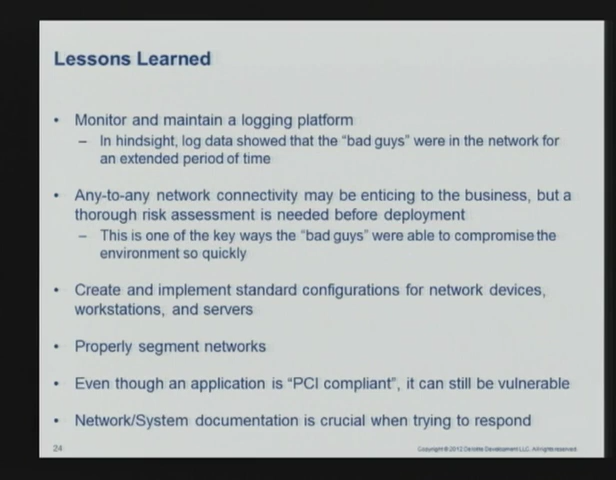 Lessons Learned
• Monitor and maintain a logging platform
– In hindsight, log data showed that the “bad guys” were in the network for
an extended period of time
• Any-to-any network connectivity may be enticing to the business, but a
thorough risk assessment is needed before deployment
– This is one of the key ways the “bad guys” were able to compromise the
environment so quickly
• Create and implement standard configurations for network devices,
workstations, and servers
• Properly segment networks
• Even though an application is “PCI compliant”, it can still be vulnerable
• Network/System documentation is crucial when trying to respond
24
Copyright © 2012 Deloitte Development LLC. All rights reserved.